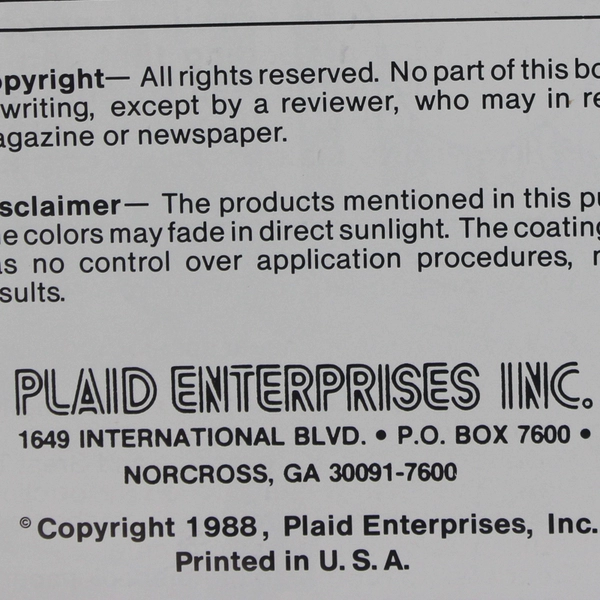 opyright— All rights reserved. No part of this bo
writing, except by a reviewer, who may in re
agazine or newspaper.
sclaimer— The products mentioned in this pu
e colors may fade in direct sunlight. The coating
as no control over application procedures,
sults.
PLAID ENTERPRISES INC.
1649 INTERNATIONAL BLVD. • P.O. BOX 7600 •
NORCROSS, GA 30091-7600
© Copyright 1988, Plaid Enterprises, Inc.
Printed in U. S. A.